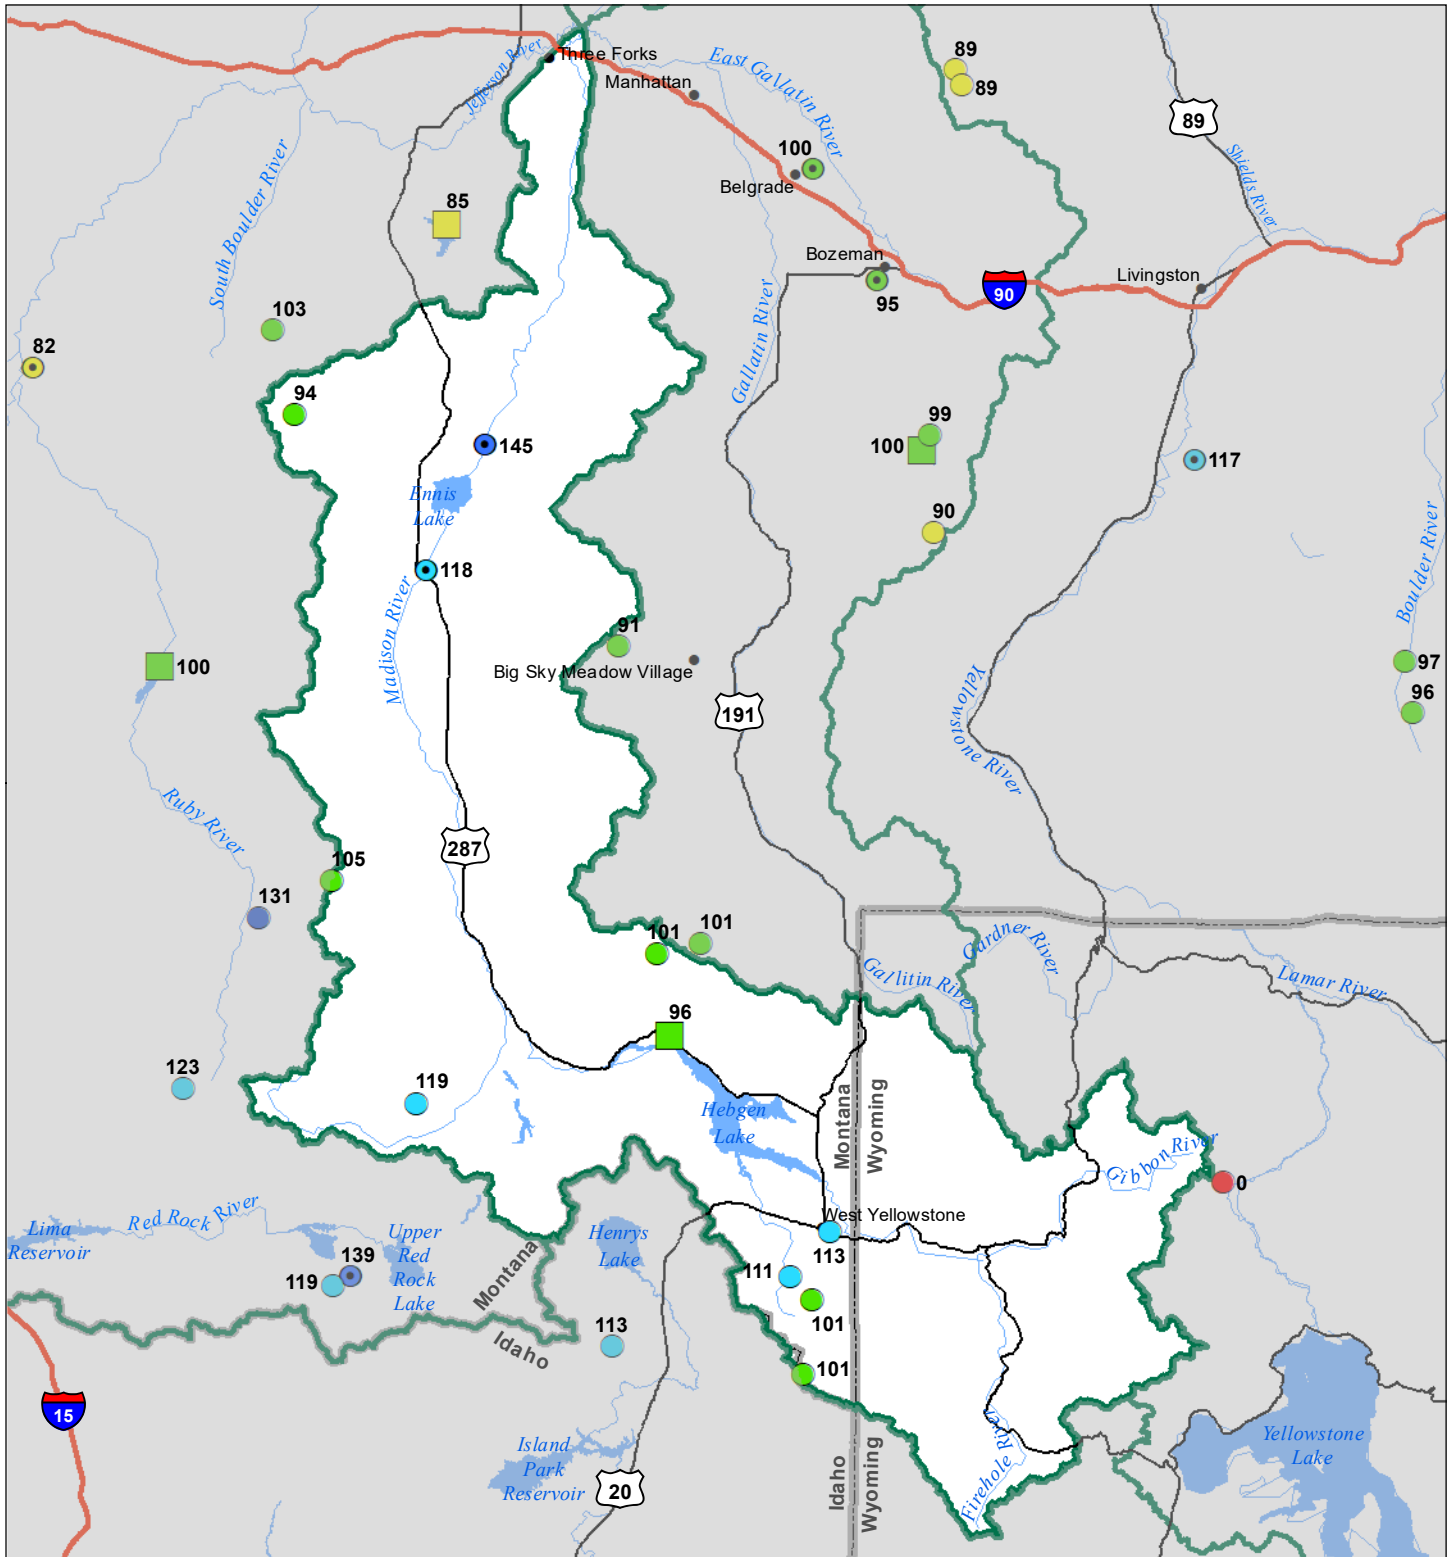 Three Forks
Jefferson River
Manhattan
East Gallatin River
89
89
89
Shields River
100
Belgrade
South Boulder River
85
Bozeman
95
90
Livingston
Gallatin River
103
82
94
145
99
100
117
Ennis
Lake
90
Boulder River
118
Madison River
91
Big Sky Meadow Village
100
191
Yellowstone River
97
96
Ruby River
287
105
131
101
101
Gallitin River
Gardner River
Lamar River
96
123
119
Hebgen
Lake
Montana
Wyoming
Gibbon River
0
West Yellowstone
113
Lima
Reservoir
Red Rock River
Upper
Red
Rock
Lake
139
119
Montana
Idaho
Henrys
Lake
111
101
113
101
15
Island
Park
Reservoir
20
Idaho
Wyoming
Firehole River
Yellowstone
Lake